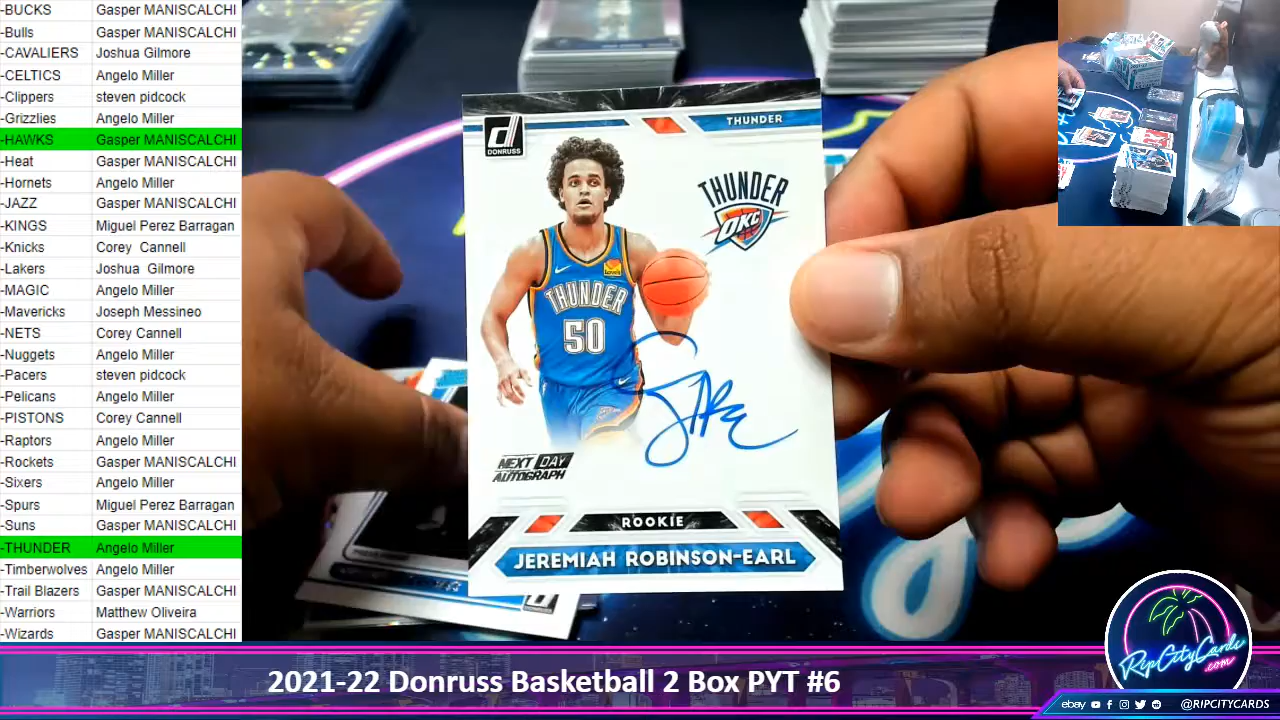 -BUCKS Gasper MANISCALCHI
-Bulls Gasper MANISCALCHI
-CAVALIERS Joshua Gilmore
-CELTICS Angelo Miller
-Clippers steven pidcock
-Grizzlies Angelo Miller
-HAWKS Gasper MANISCALCHI
-Heat Gasper MANISCALCHI
-Hornets Angelo Miller
-JAZZ Gasper MANISCALCHI
-KINGS Miguel Perez Barragan
-Knicks Corey Cannell
-Lakers Joshua Gilmore
-MAGIC Angelo Miller
-Mavericks Joseph Messineo
-NETS Corey Cannell
-Nuggets Angelo Miller
-Pacers steven pidcock
-Pelicans Angelo Miller
-PISTONS Corey Cannell
-Raptors Angelo Miller
-Rockets Gasper MANISCALCHI
-Sixers Angelo Miller
-Spurs Miguel Perez Barragan
-Suns Gasper MANISCALCHI
-THUNDER Angelo Miller
-Timberwolves Angelo Miller
-Trail Blazers Gasper MANISCALCHI
-Warriors Matthew Oliveira
-Wizards Gasper MANISCALCHI
DONRUSS
THUNDER
THUNDER
OKC
THUNDER
50
NEXT DAY
AUTOGRAPH
ROOKIE
JEREMIAH ROBINSON-EARL
2021-22 Donruss Basketball 2 Box PYT #6
RipCityCards
.com
ebay @RIPCITYCARDS